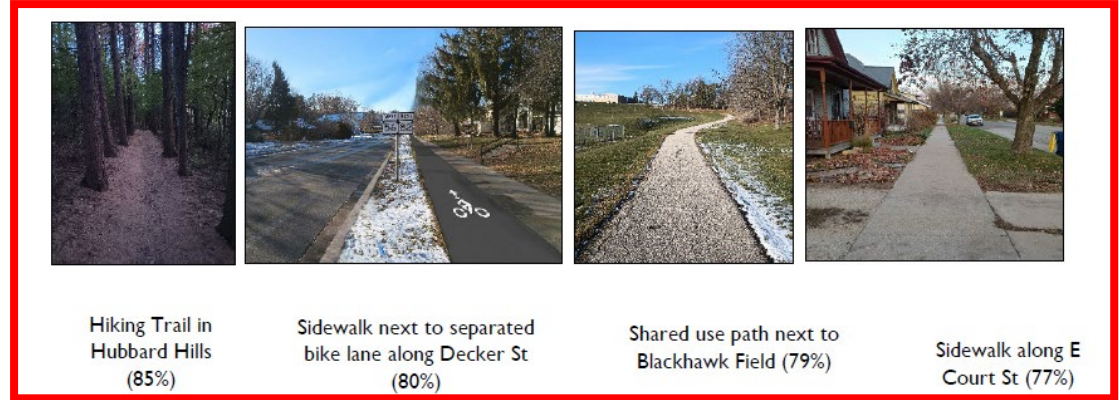 Hiking Trail in
Hubbard Hills
(85%)
Sidewalk next to separated
bike lane along Decker St
(80%)
Shared use path next to
Blackhawk Field (79%)
Sidewalk along E
Court St (77%)